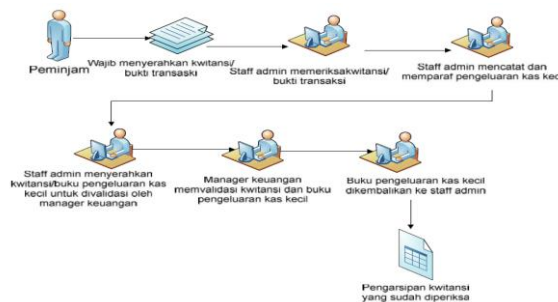 Peminjam
Wajib menyerahkan kwitansi/
bukti transaski
Staff admin memeriksakwitansi/
bukti transaksi
Staff admin mencatat dan
memparaf pengeluaran kas kecil
Staff admin menyerahkan
kwitansi/buku pengeluaran kas
kecil untuk divalidasi oleh
manager keuangan
Manager keuangan
memvalidasi kwitansi dan buku
pengeluaran kas kecil
Buku pengeluaran kas kecil
dikembalikan ke staff admin
Pengarsipan kwitansi
yang sudah diperiksa